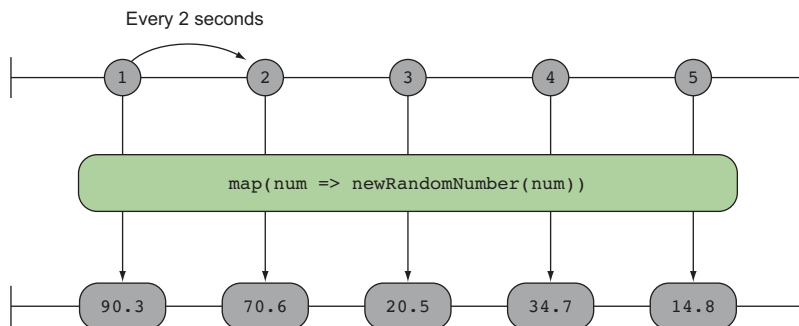 Every 2 seconds
1 2 3 4 5
map(num => newRandomNumber(num))
90.3 70.6 20.5 34.7 14.8